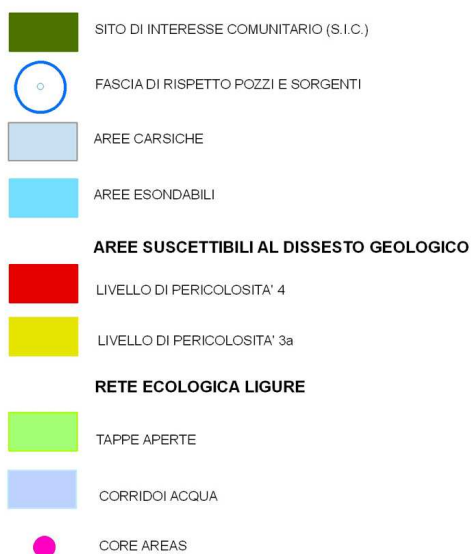 SITO DI INTERESSE COMUNITARIO (S.I.C.)
FASCIA DI RISPETTO POZZI E SORGENTI
AREE CARSICHE
AREE ESONDABILI
AREE SUSCETTIBILI AL DISSESTO GEOLOGICO
LIVELLO DI PERICOLOSITA' 4
LIVELLO DI PERICOLOSITA' 3a
RETE ECOLOGICA LIGURE
TAPPE APERTE
CORRIDOI ACQUA
CORE AREAS